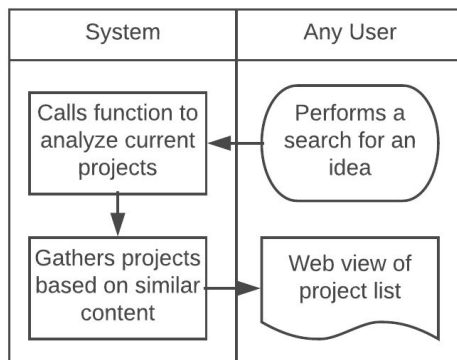 System
Any User
Calls function to
analyze current
projects
Performs a
search for an
idea
Gathers projects
based on similar
content
Web view of
project list